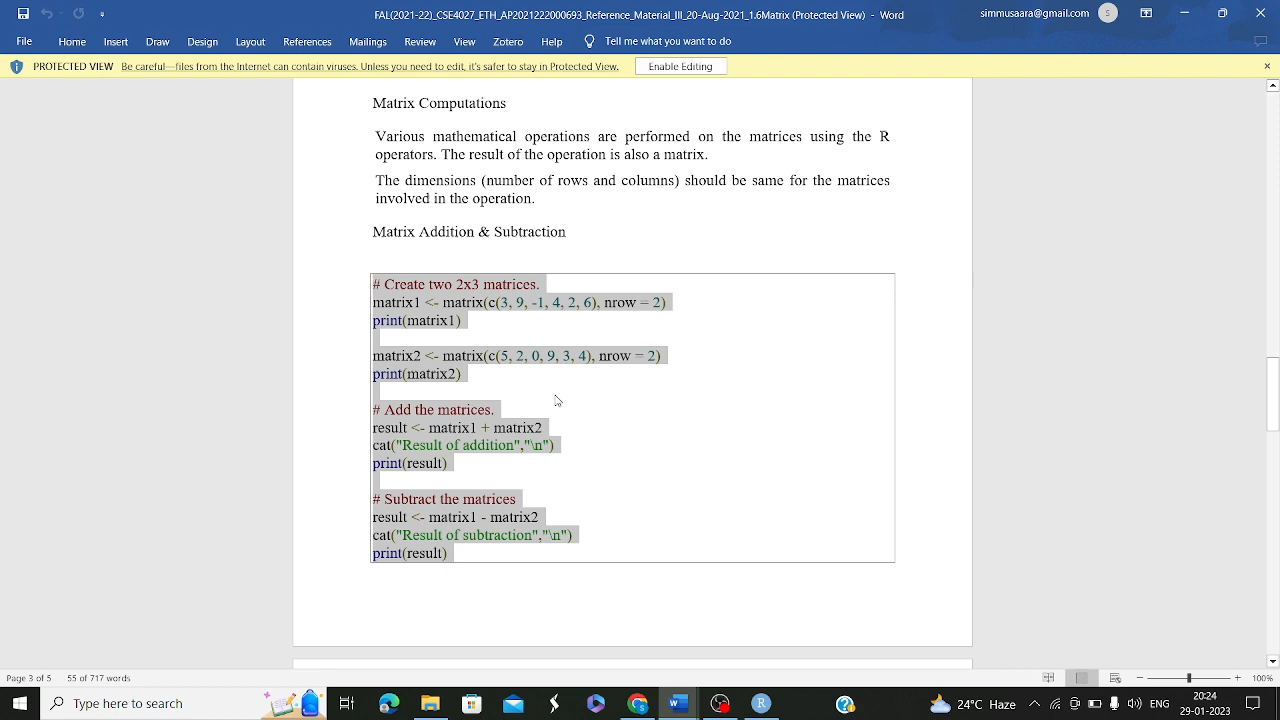 FAL(2021-22)_CSE4027_ETH_AP2021222000693_Reference_Material_III_20-Aug-2021_1.6Matrix (Protected View) - Word
simmusaara@gmail.com
S
File Home Insert Draw Design Layout References Mailings Review View Zotero Help Tell me what you want to do
PROTECTED VIEW Be careful—files from the Internet can contain viruses. Unless you need to edit, it's safer to stay in Protected View. Enable Editing
Matrix Computations
Various mathematical operations are performed on the matrices using the R
operators. The result of the operation is also a matrix.
The dimensions (number of rows and columns) should be same for the matrices
involved in the operation.
Matrix Addition & Subtraction
# Create two 2x3 matrices.
matrix1 <- matrix(c(3, 9, -1, 4, 2, 6), nrow = 2)
print(matrix1)
matrix2 <- matrix(c(5, 2, 0, 9, 3, 4), nrow = 2)
print(matrix2)
# Add the matrices.
result <- matrix1 + matrix2
cat("Result of addition","\n")
print(result)
# Subtract the matrices
result <- matrix1 - matrix2
cat("Result of subtraction","\n")
print(result)
Page 3 of 5 55 of 717 words
100%
Type here to search
24°C Haze
ENG
20:24
29-01-2023